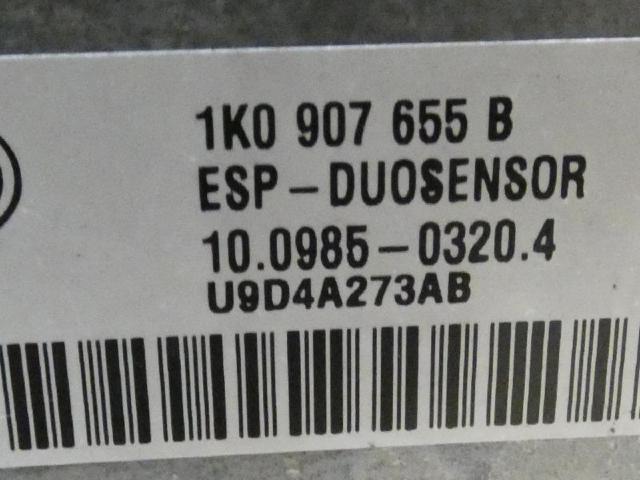 1K0 907 655 B
ESP-DUOSENSOR
10.0985-0320.4
U9D4A273AB